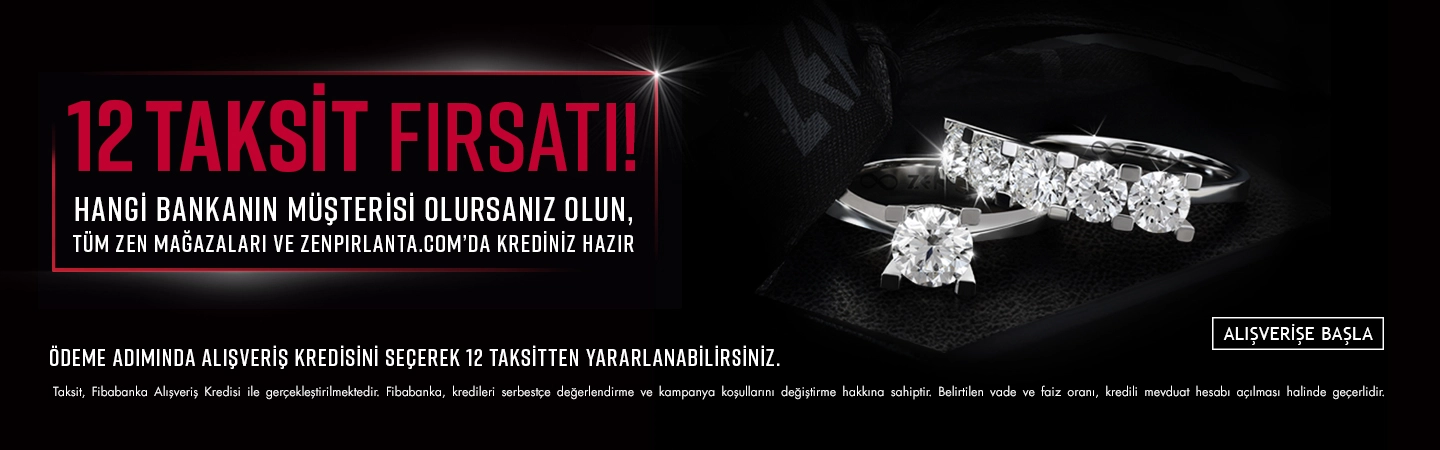 12 TAKSİT FIRSATI!
HANGİ BANKANIN MÜŞTERİSİ OLURSANIZ OLUN,
TÜM ZEN MAĞAZALARI VE ZENPIRLANTA.COM'DA KREDİNİZ HAZIR
ZEN
ALIŞVERİŞE BAŞLA
ÖDEME ADIMINDA ALIŞVERİŞ KREDİSİNİ SEÇEREK 12 TAKSİTTEN YARARLANABİLİRSİNİZ.
Taksit, Fibabanka Alışveriş Kredisi ile gerçekleştirilmektedir. Fibabanka, kredileri serbestçe değerlendirme ve kampanya koşullarını değiştirme hakkına sahiptir. Belirtilen vade ve faiz oranı, kredili mevduat hesabı açılması halinde geçerlidir.